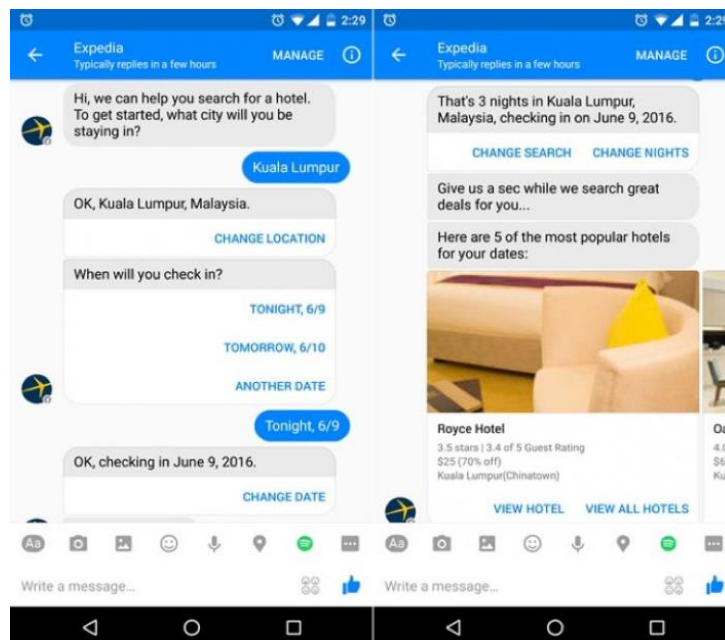 2:29
Expedia
Typically replies in a few hours
MANAGE
Hi, we can help you search for a hotel.
To get started, what city will you be
staying in?
Kuala Lumpur
OK, Kuala Lumpur, Malaysia.
CHANGE LOCATION
When will you check in?
TONIGHT, 6/9
TOMORROW, 6/10
ANOTHER DATE
Tonight, 6/9
OK, checking in June 9, 2016.
CHANGE DATE
Aa
Write a message...
2:29
Expedia
Typically replies in a few hours
MANAGE
That's 3 nights in Kuala Lumpur,
Malaysia, checking in on June 9, 2016.
CHANGE SEARCH CHANGE NIGHTS
Give us a sec while we search great
deals for you...
Here are 5 of the most popular hotels
for your dates:
Royce Hotel
3.5 stars | 3.4 of 5 Guest Rating
$25 (70% off)
Kuala Lumpur(Chinatown)
VIEW HOTEL VIEW ALL HOTELS
Aa
Write a message...